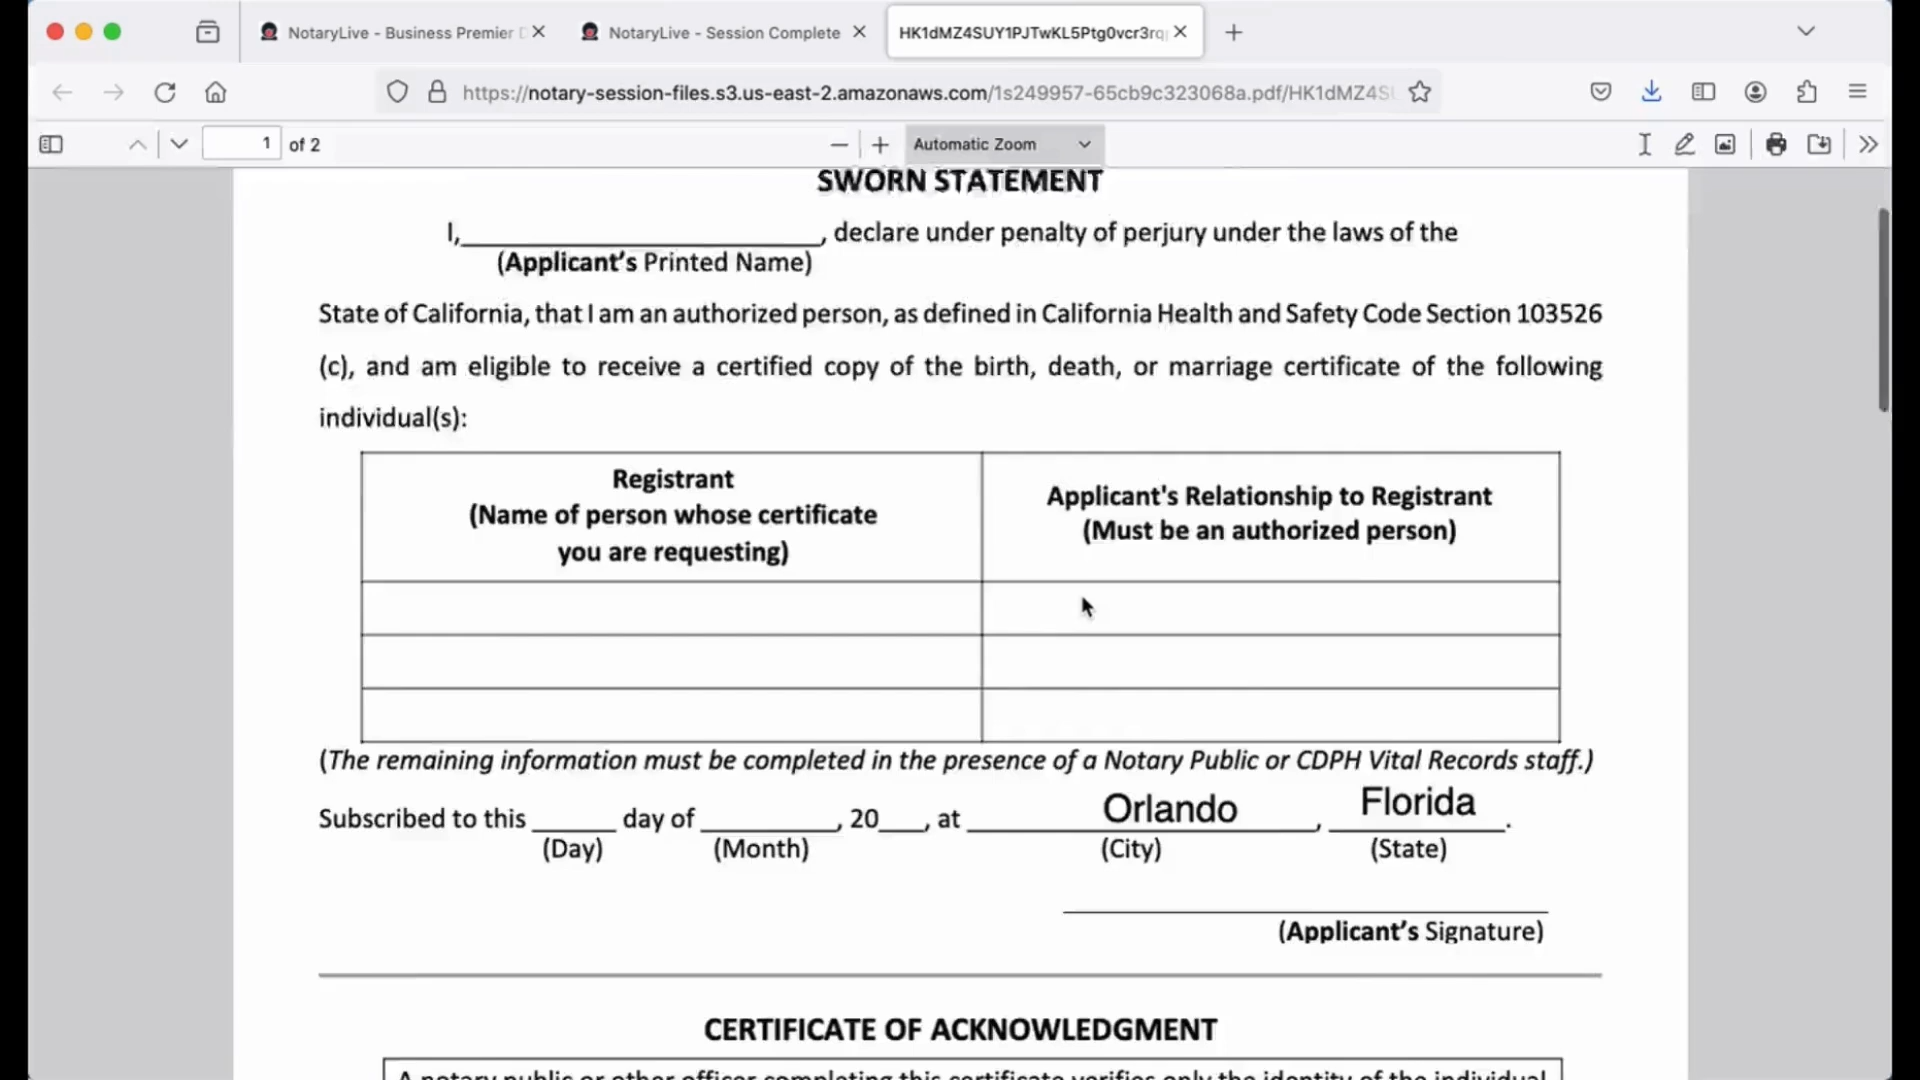 NotaryLive - Business Premier D
NotaryLive - Session Complete
HK1dMZ4SUY1PJTwKL5Ptg0vcr3rq
https://notary-session-files.s3.us-east-2.amazonaws.com/1s249957-65cb9c323068a.pdf/HK1dMZ4SU
1 of 2
Automatic Zoom
SWORN STATEMENT
I,____________________, declare under penalty of perjury under the laws of the
(Applicant's Printed Name)
State of California, that I am an authorized person, as defined in California Health and Safety Code Section 103526
(c), and am eligible to receive a certified copy of the birth, death, or marriage certificate of the following
individual(s):
Registrant
(Name of person whose certificate
you are requesting)
Applicant's Relationship to Registrant
(Must be an authorized person)
(The remaining information must be completed in the presence of a Notary Public or CDPH Vital Records staff.)
Subscribed to this ______ day of __________, 20___, at Orlando, Florida.
(Day) (Month) (City) (State)
(Applicant's Signature)
CERTIFICATE OF ACKNOWLEDGMENT
A notary public or other officer completing this certificate verifies only the identity of the individual